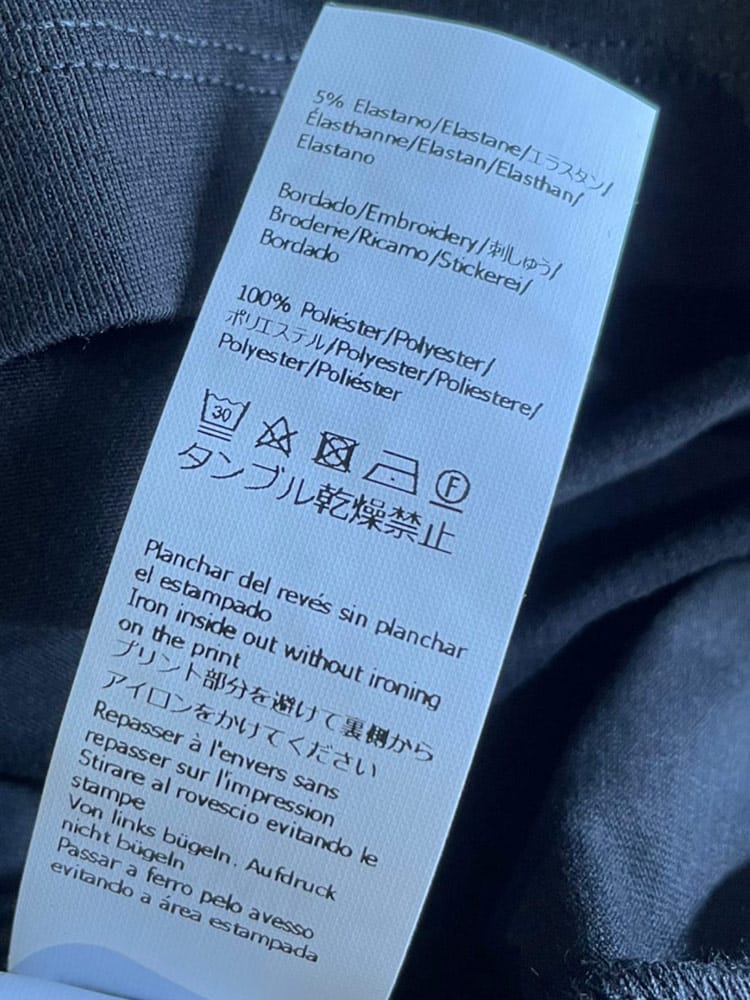 5% Elastano/Elastane/エラスタン/
Élasthanne/Elastan/Elasthan/
Elastano
Bordado/Embroidery/刺しゅう/
Broderie/Ricamo/Stickerei/
Bordado
100% Poliéster/Polyester/
ポリエステル/Polyester/Poliestere/
Polyester/Poliéster
30 F
タンブル乾燥禁止
Planchar del revés sin planchar
el estampado
Iron inside out without ironing
on the print
プリント部分を避けて裏側から
アイロンをかけてください
Repasser à l'envers sans
repasser sur l'impression
Stirare al rovescio evitando le
stampe
Von links bügeln. Aufdruck
nicht bügeln
Passar a ferro pelo avesso
evitando a área estampada